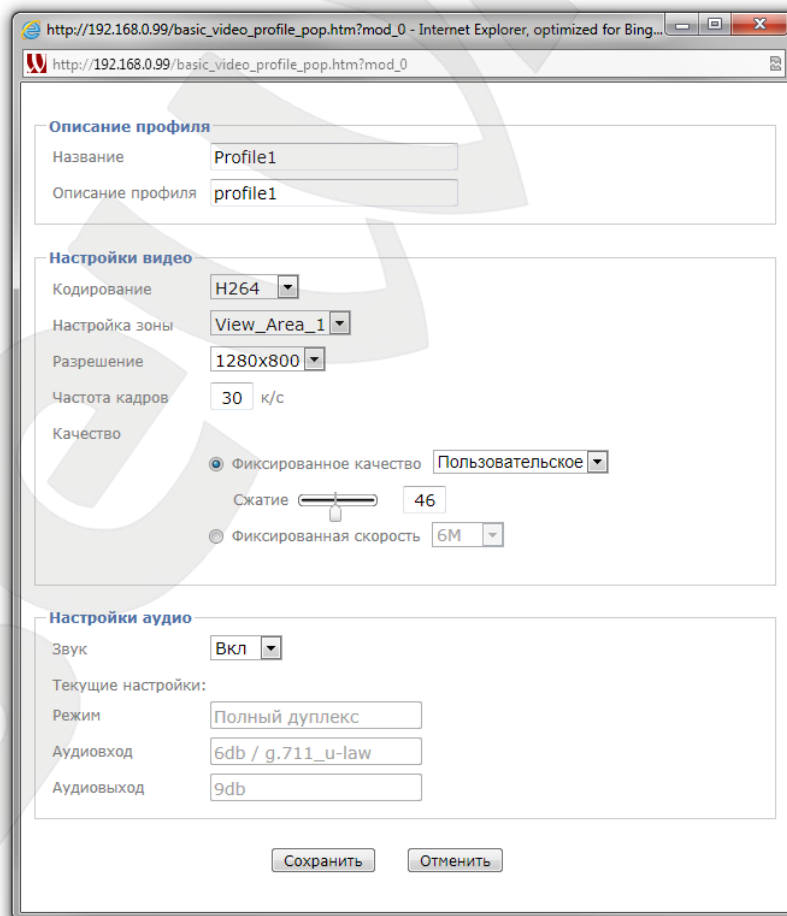 http://192.168.0.99/basic_video_profile_pop.htm?mod_0 - Internet Explorer, optimized for Bing...
http://192.168.0.99/basic_video_profile_pop.htm?mod_0
Описание профиля
Название Profile1
Описание профиля profile1
Настройки видео
Кодирование H264
Настройка зоны View_Area_1
Разрешение 1280x800
Частота кадров 30 к/с
Качество
Фиксированное качество Пользовательское
Сжатие 46
Фиксированная скорость 6M
Настройки аудио
Звук Вкл
Текущие настройки:
Режим Полный дуплекс
Аудиовход 6db / g.711_u-law
Аудиовыход 9db
Сохранить Отменить